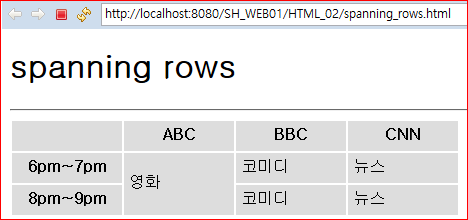 http://localhost:8080/SH_WEB01/HTML_02/spanning_rows.html
spanning rows
ABC BBC CNN
6pm~7pm 영화 코미디 뉴스
8pm~9pm 코미디 뉴스